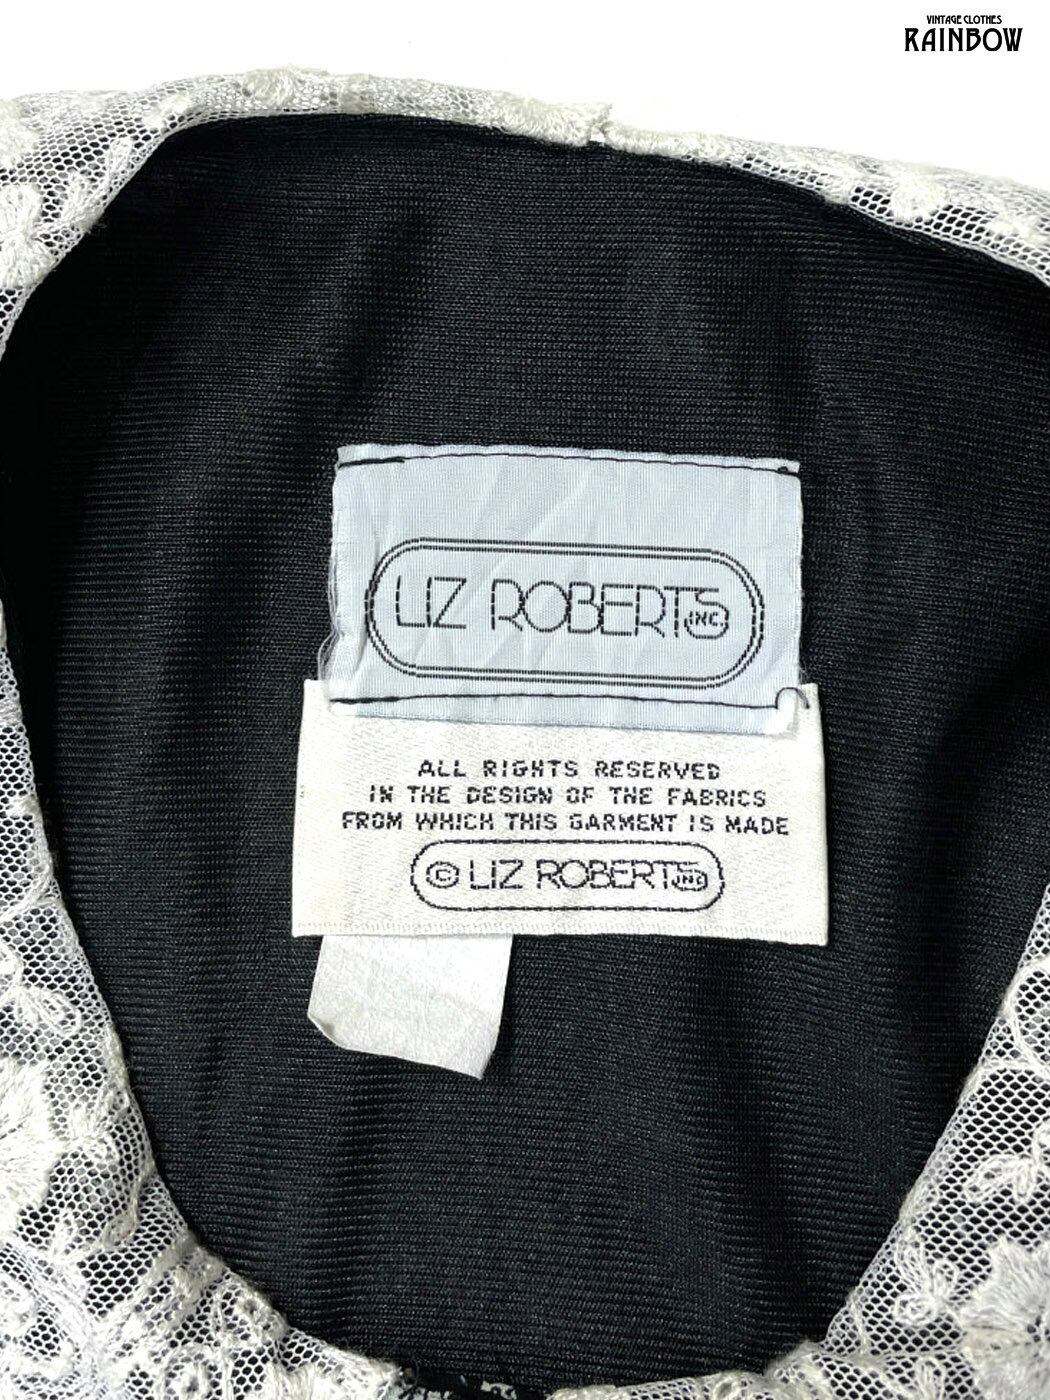 VINTAGE CLOTHES
RAINBOW
LIZ ROBERTS INC.
ALL RIGHTS RESERVED
IN THE DESIGN OF THE FABRICS
FROM WHICH THIS GARMENT IS MADE
© LIZ ROBERTS INC